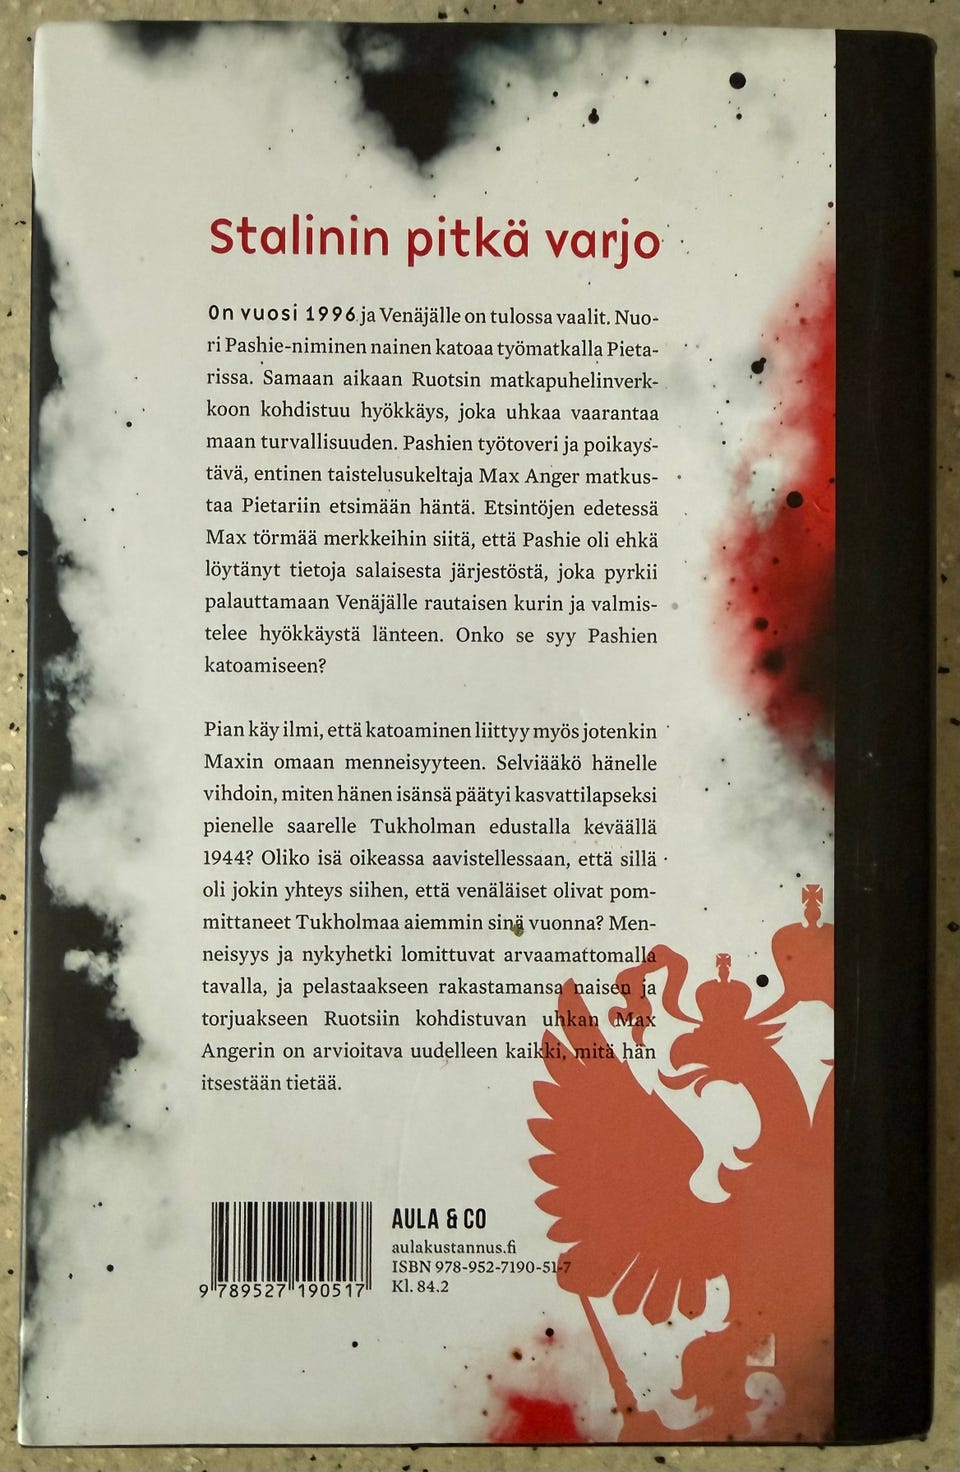 Stalinin pitkä varjo
On vuosi 1996 ja Venäjälle on tulossa vaalit. Nuo-
ri Pashie-niminen nainen katoaa työmatkalla Pieta-
rissa. Samaan aikaan Ruotsin matkapuhelinverk-
koon kohdistuu hyökkäys, joka uhkaa vaarantaa
maan turvallisuuden. Pashien työtoveri ja poikays-
tävä, entinen taistelusukeltaja Max Anger matkus-
taa Pietariin etsimään häntä. Etsintöjen edetessä
Max törmää merkkeihin siitä, että Pashie oli ehkä
löytänyt tietoja salaisesta järjestöstä, joka pyrkii
palauttamaan Venäjälle rautaisen kurin ja valmis-
telee hyökkäystä länteen. Onko se syy Pashien
katoamiseen?
Pian käy ilmi, että katoaminen liittyy myös jotenkin
Maxin omaan menneisyyteen. Selviääkö hänelle
vihdoin, miten hänen isänsä päätyi kasvattilapseksi
pienelle saarelle Tukholman edustalla keväällä
1944? Oliko isä oikeassa aavistellessaan, että sillä
oli jokin yhteys siihen, että venäläiset olivat pom-
mittaneet Tukholmaa aiemmin sinä vuonna? Men-
neisyys ja nykyhetki lomittuvat arvaamattomalla
tavalla, ja pelastaakseen rakastamansa naisen ja
torjuakseen Ruotsiin kohdistuvan uhkan Max
Angerin on arvioitava uudelleen kaikki, mitä hän
itsestään tietää.
AULA & CO
aulakustannus.fi
ISBN 978-952-7190-51-7
Kl. 84.2
9 789527 190517